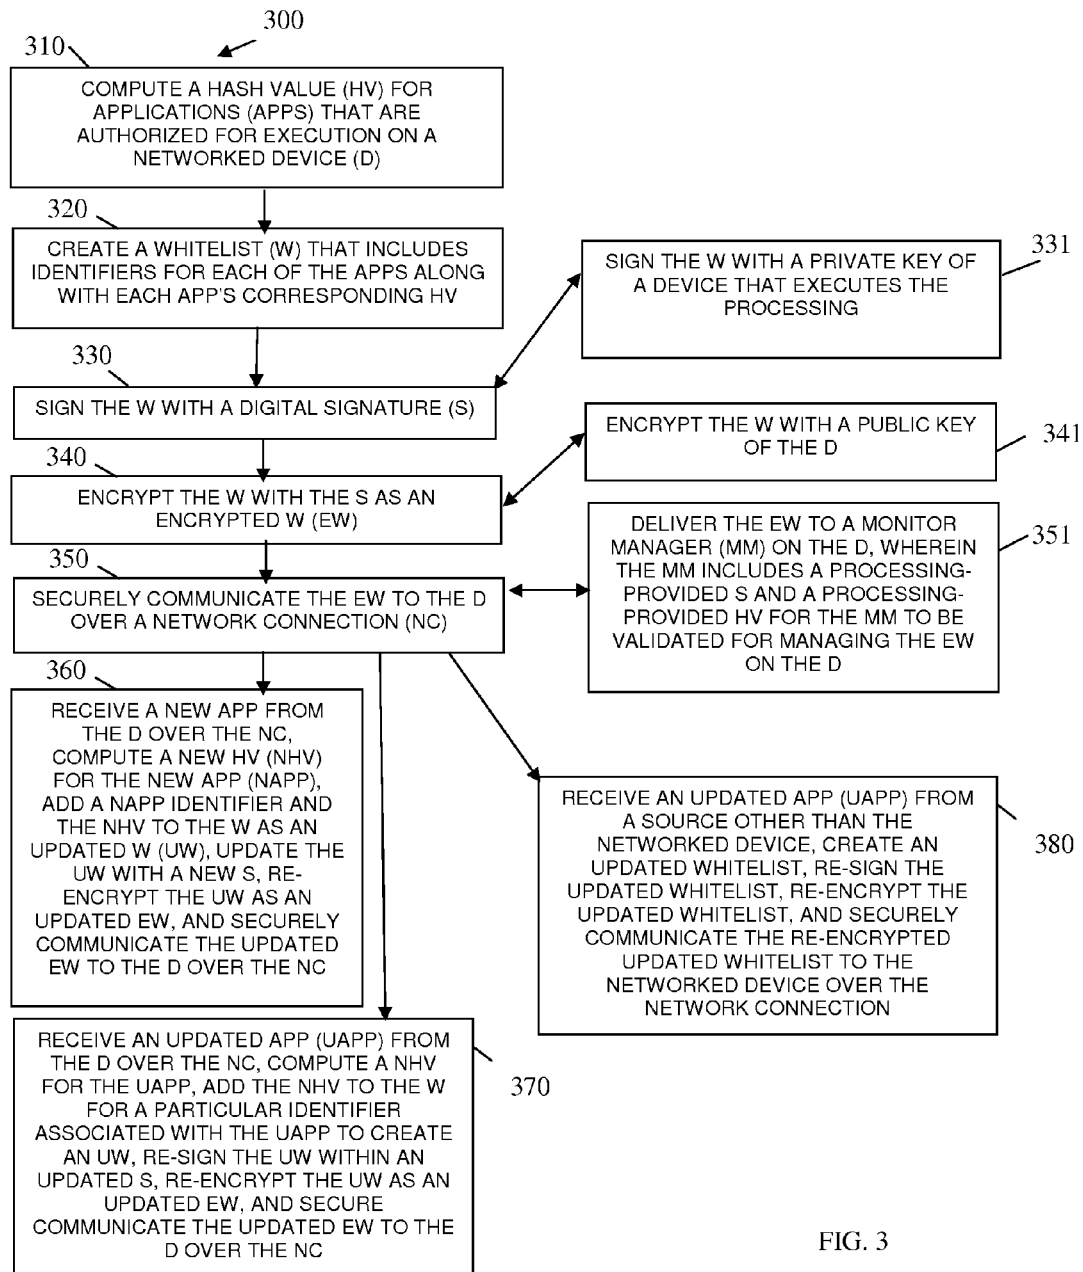 300
310
COMPUTE A HASH VALUE (HV) FOR
APPLICATIONS (APPS) THAT ARE
AUTHORIZED FOR EXECUTION ON A
NETWORKED DEVICE (D)
320
CREATE A WHITELIST (W) THAT INCLUDES
IDENTIFIERS FOR EACH OF THE APPS ALONG
WITH EACH APP'S CORRESPONDING HV
331
SIGN THE W WITH A PRIVATE KEY OF
A DEVICE THAT EXECUTES THE
PROCESSING
330
SIGN THE W WITH A DIGITAL SIGNATURE (S)
340
ENCRYPT THE W WITH THE S AS AN
ENCRYPTED W (EW)
ENCRYPT THE W WITH A PUBLIC KEY
OF THE D
341
350
SECURELY COMMUNICATE THE EW TO THE D
OVER A NETWORK CONNECTION (NC)
DELIVER THE EW TO A MONITOR
MANAGER (MM) ON THE D, WHEREIN
THE MM INCLUDES A PROCESSING-
PROVIDED S AND A PROCESSING-
PROVIDED HV FOR THE MM TO BE
VALIDATED FOR MANAGING THE EW
ON THE D
351
360
RECEIVE A NEW APP FROM
THE D OVER THE NC,
COMPUTE A NEW HV (NHV)
FOR THE NEW APP (NAPP),
ADD A NAPP IDENTIFIER AND
THE NHV TO THE W AS AN
UPDATED W (UW), UPDATE THE
UW WITH A NEW S, RE-
ENCRYPT THE UW AS AN
UPDATED EW, AND SECURELY
COMMUNICATE THE UPDATED
EW TO THE D OVER THE NC
RECEIVE AN UPDATED APP (UAPP) FROM
A SOURCE OTHER THAN THE
NETWORKED DEVICE, CREATE AN
UPDATED WHITELIST, RE-SIGN THE
UPDATED WHITELIST, RE-ENCRYPT THE
UPDATED WHITELIST, AND SECURELY
COMMUNICATE THE RE-ENCRYPTED
UPDATED WHITELIST TO THE
NETWORKED DEVICE OVER THE
NETWORK CONNECTION
380
RECEIVE AN UPDATED APP (UAPP) FROM
THE D OVER THE NC, COMPUTE A NHV
FOR THE UAPP, ADD THE NHV TO THE W
FOR A PARTICULAR IDENTIFIER
ASSOCIATED WITH THE UAPP TO CREATE
AN UW, RE-SIGN THE UW WITHIN AN
UPDATED S, RE-ENCRYPT THE UW AS AN
UPDATED EW, AND SECURE
COMMUNICATE THE UPDATED EW TO THE
D OVER THE NC
370
FIG. 3